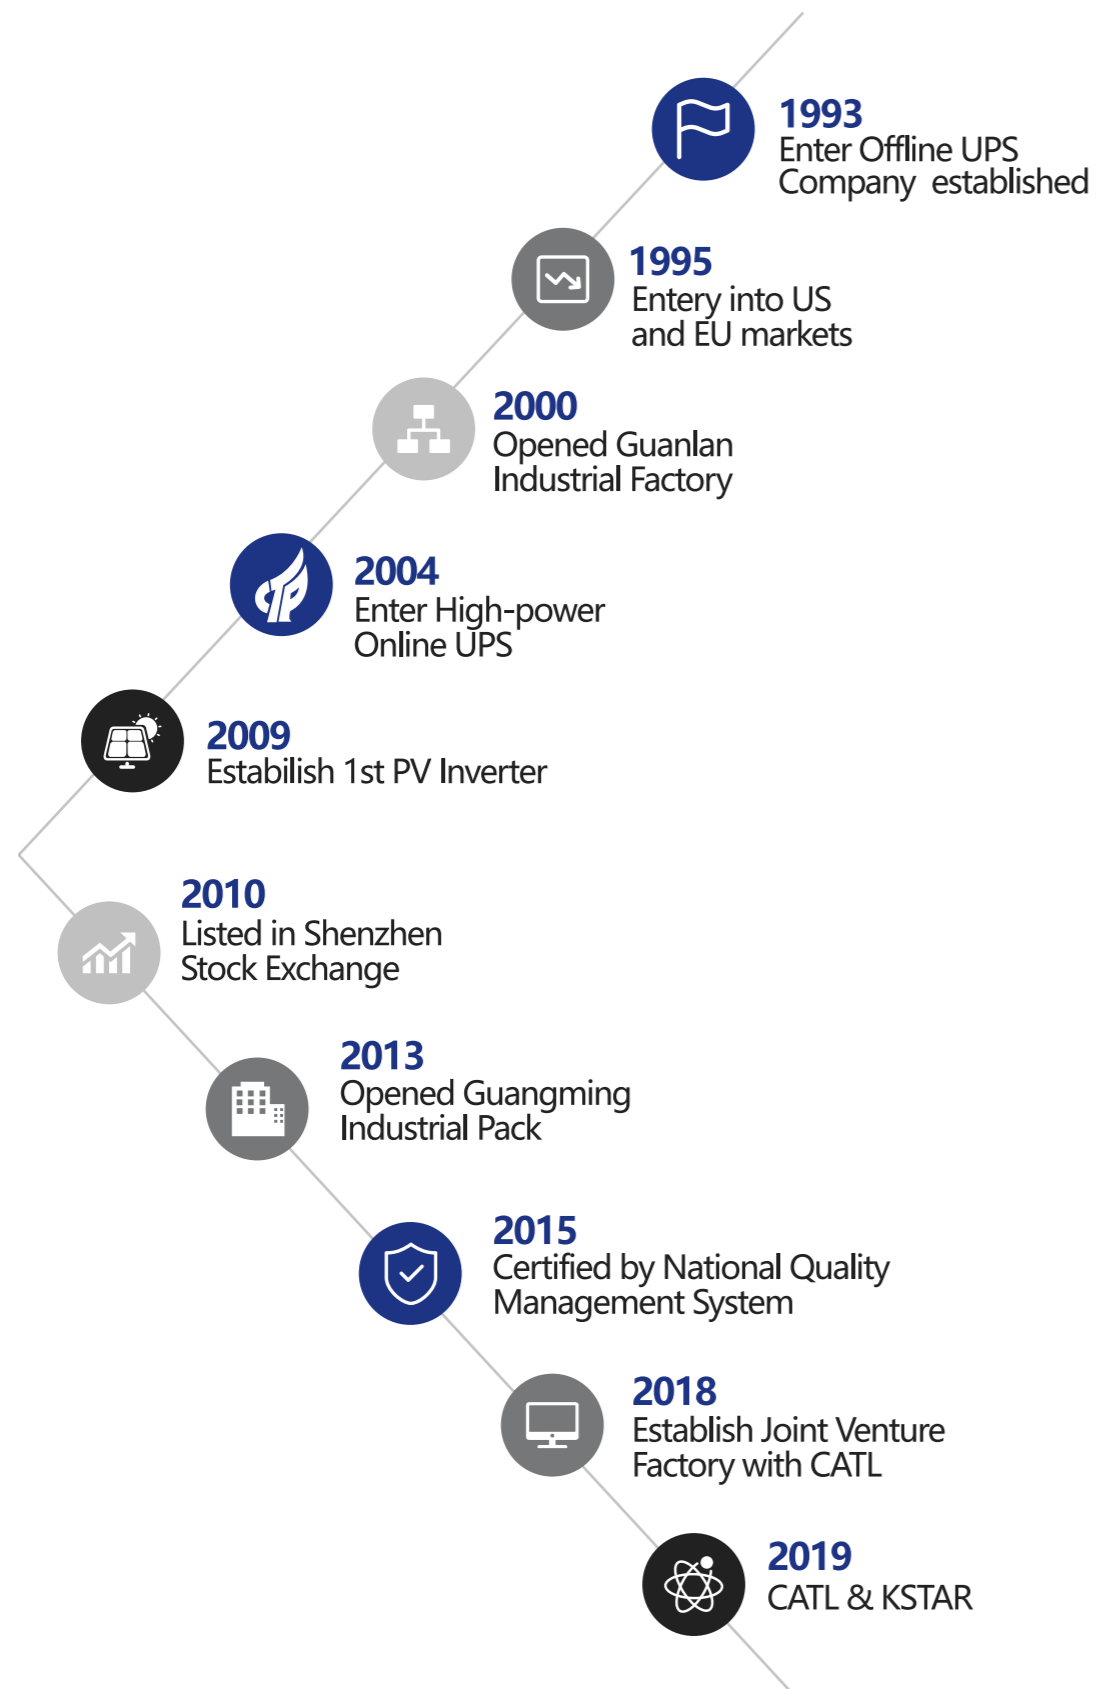 1993
Enter Offline UPS
Company established
1995
Entery into US
and EU markets
2000
Opened Guanlan
Industrial Factory
2004
Enter High-power
Online UPS
2009
Estabilish 1st PV Inverter
2010
Listed in Shenzhen
Stock Exchange
2013
Opened Guangming
Industrial Pack
2015
Certified by National Quality
Management System
2018
Establish Joint Venture
Factory with CATL
2019
CATL & KSTAR